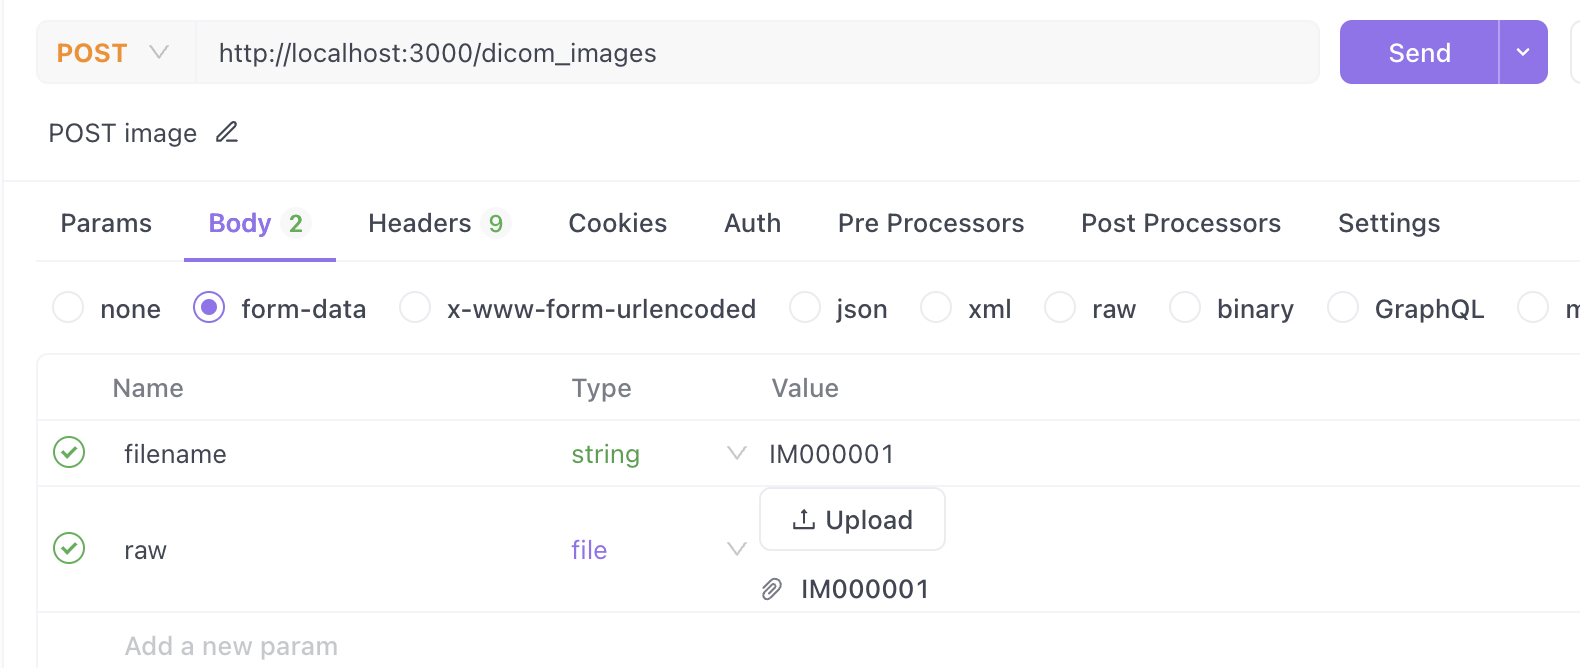 POST http://localhost:3000/dicom_images Send
POST image
Params Body 2 Headers 9 Cookies Auth Pre Processors Post Processors Settings
none form-data x-www-form-urlencoded json xml raw binary GraphQL
Name Type Value
filename string IM000001
Upload
raw file
IM000001
Add a new param